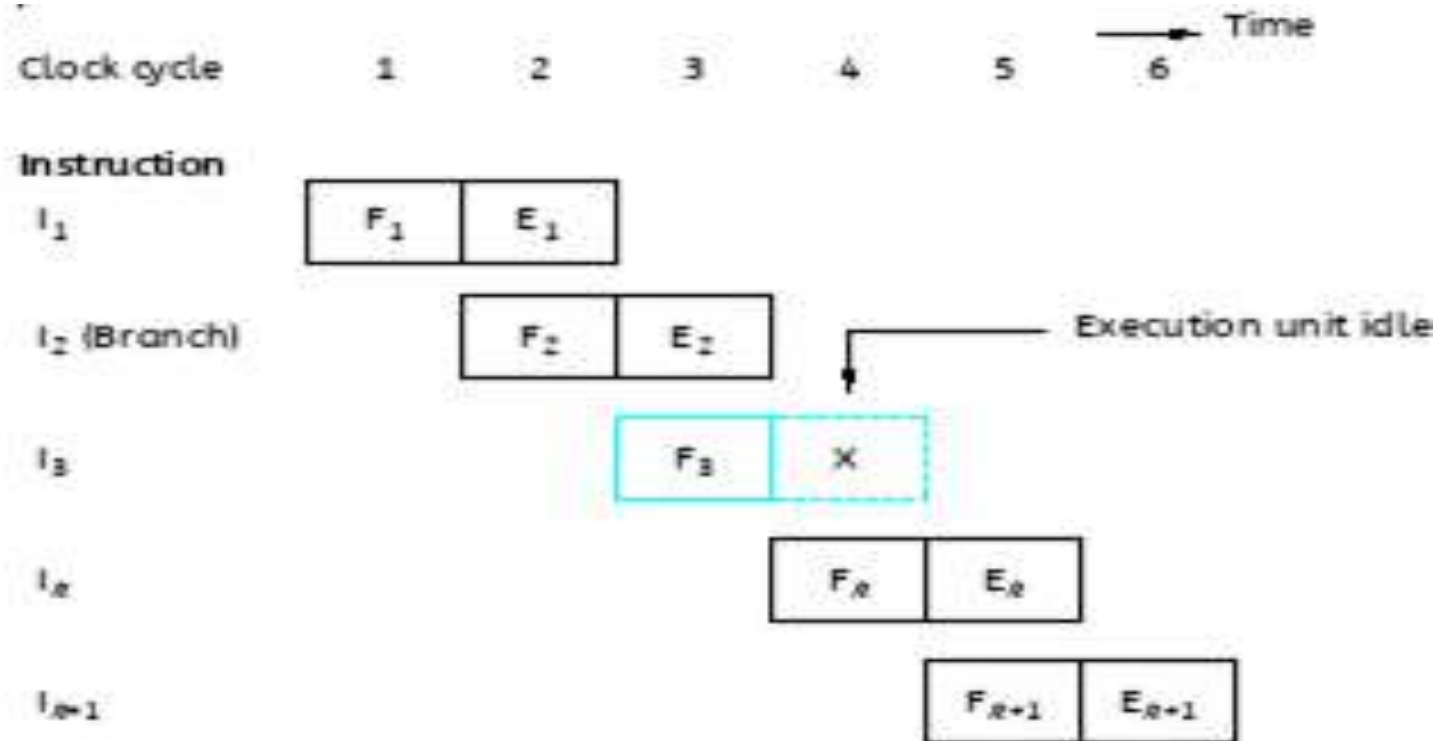 Time
Clock cycle 1 2 3 4 5 6
Instruction
I1 F1 E1
I2 (Branch) F2 E2 Execution unit idle
I3 F3 X
Ik Fk Ek
Ik+1 Fk+1 Ek+1